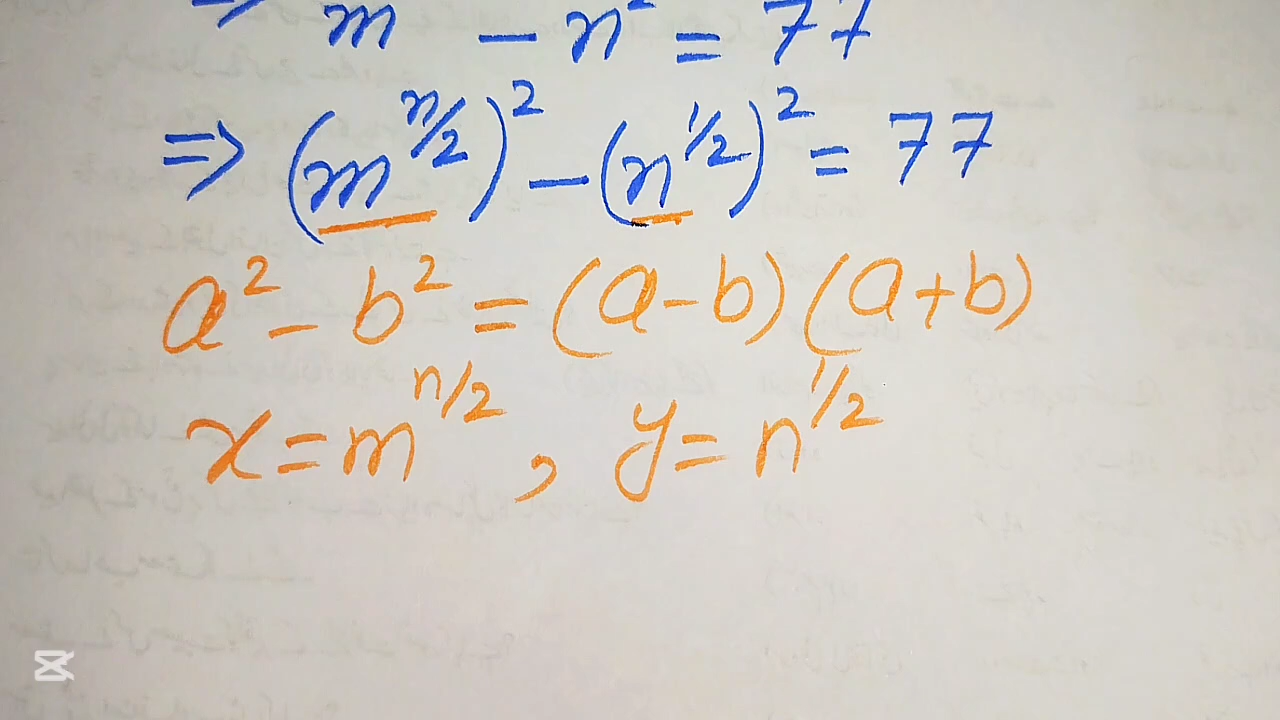 => m - n² = 77
=> (m^(n/2))² - (n^(1/2))² = 77
a² - b² = (a-b)(a+b)
x = m^(n/2) , y = n^(1/2)